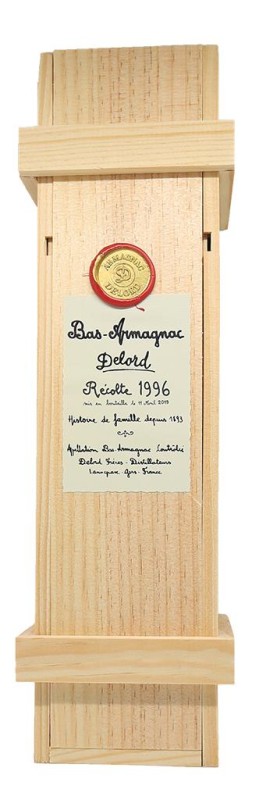 ARMAGNAC
DELORD
Bas-Armagnac
Delord
Récolte 1996
mis en bouteille le 11 Avril 2019
Histoire de famille depuis 1893
Appellation Bas-Armagnac Contrôlée
Delord Frères - Distillateurs
Lannepax - Gers - France